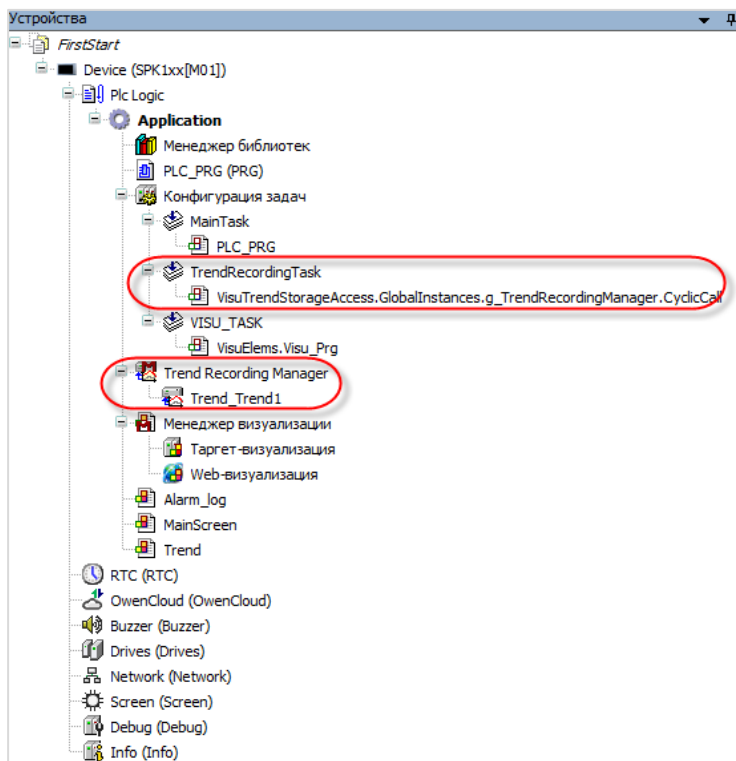 Устройства
FirstStart
Device (SPK1xx[M01])
Plc Logic
Application
Менеджер библиотек
PLC_PRG (PRG)
Конфигурация задач
MainTask
PLC_PRG
TrendRecordingTask
VisuTrendStorageAccess.GlobalInstances.g_TrendRecordingManager.CyclicCall
VISU_TASK
VisuElems.Visu_Prg
Trend Recording Manager
Trend_Trend1
Менеджер визуализации
Таргет-визуализация
Web-визуализация
Alarm_log
MainScreen
Trend
RTC (RTC)
OwenCloud (OwenCloud)
Buzzer (Buzzer)
Drives (Drives)
Network (Network)
Screen (Screen)
Debug (Debug)
Info (Info)